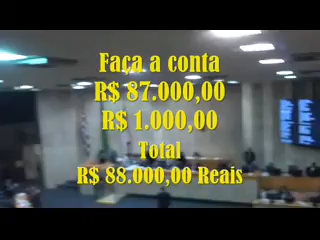 Faça a conta
R$ 87.000,00
R$ 1.000,00
Total
R$ 88.000,00 Reais